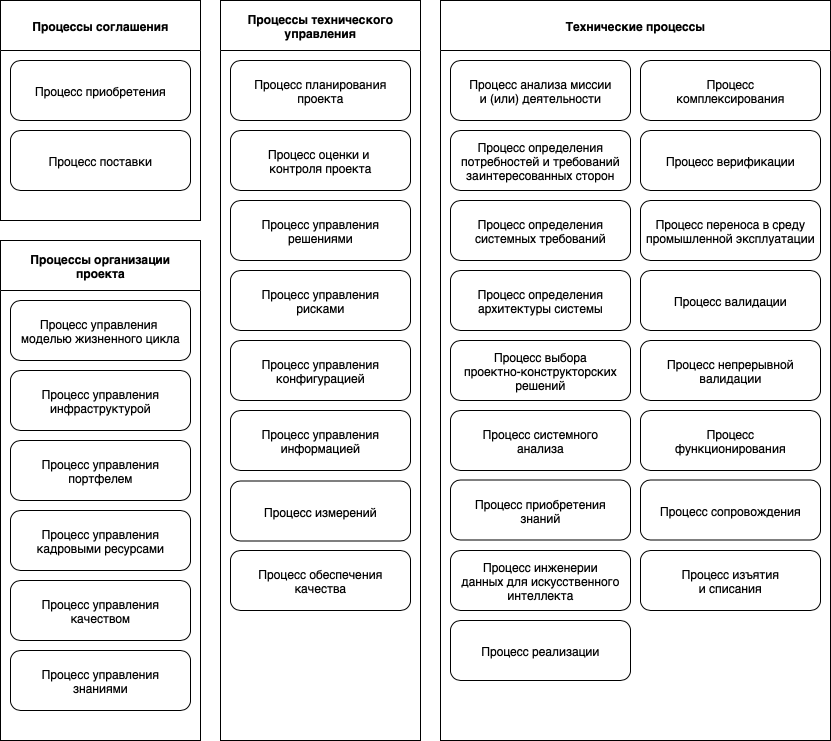 Процессы соглашения
Процесс приобретения
Процесс поставки
Процессы организации
проекта
Процесс управления
моделью жизненного цикла
Процесс управления
инфраструктурой
Процесс управления
портфелем
Процесс управления
кадровыми ресурсами
Процесс управления
качеством
Процесс управления
знаниями
Процессы технического
управления
Процесс планирования
проекта
Процесс оценки и
контроля проекта
Процесс управления
решениями
Процесс управления
рисками
Процесс управления
конфигурацией
Процесс управления
информацией
Процесс измерений
Процесс обеспечения
качества
Технические процессы
Процесс анализа миссии
и (или) деятельности
Процесс определения
потребностей и требований
заинтересованных сторон
Процесс определения
системных требований
Процесс определения
архитектуры системы
Процесс выбора
проектно-конструкторских
решений
Процесс системного
анализа
Процесс приобретения
знаний
Процесс инженерии
данных для искусственного
интеллекта
Процесс реализации
Процесс
комплексирования
Процесс верификации
Процесс переноса в среду
промышленной эксплуатации
Процесс валидации
Процесс непрерывной
валидации
Процесс
функционирования
Процесс сопровождения
Процесс изъятия
и списания